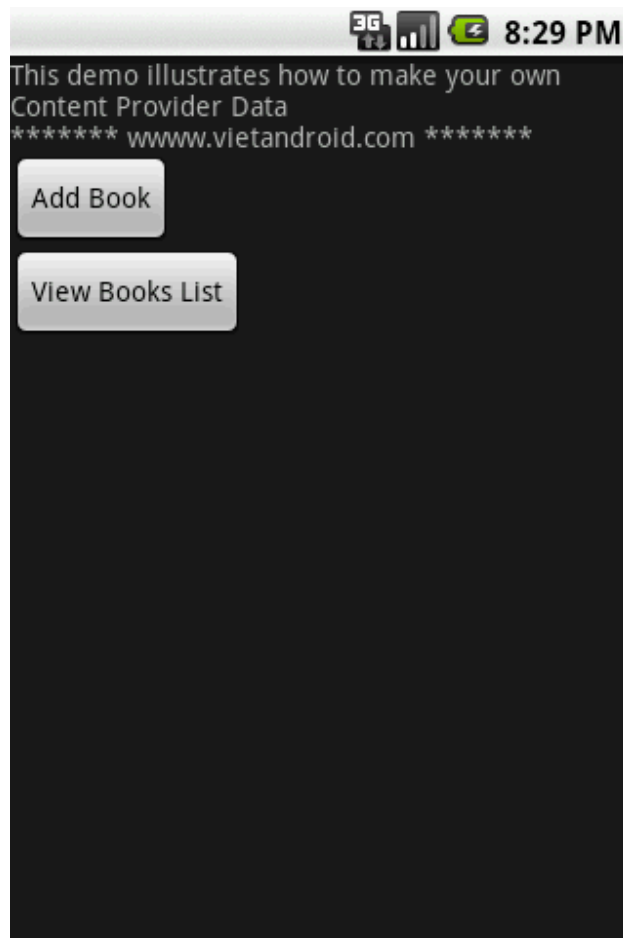 3G 8:29 PM
This demo illustrates how to make your own
Content Provider Data
******* wwww.vietandroid.com *******
Add Book
View Books List